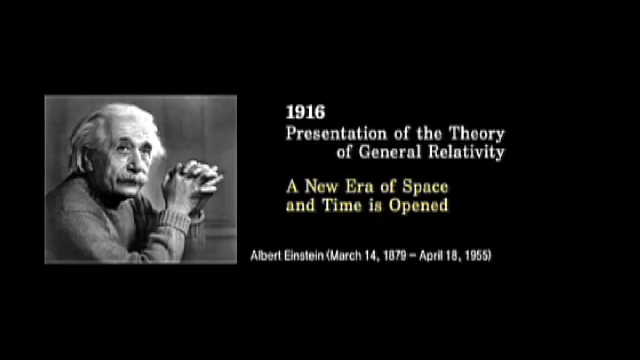 1916
Presentation of the Theory
of General Relativity
A New Era of Space
and Time is Opened
Albert Einstein (March 14, 1879 – April 18, 1955)